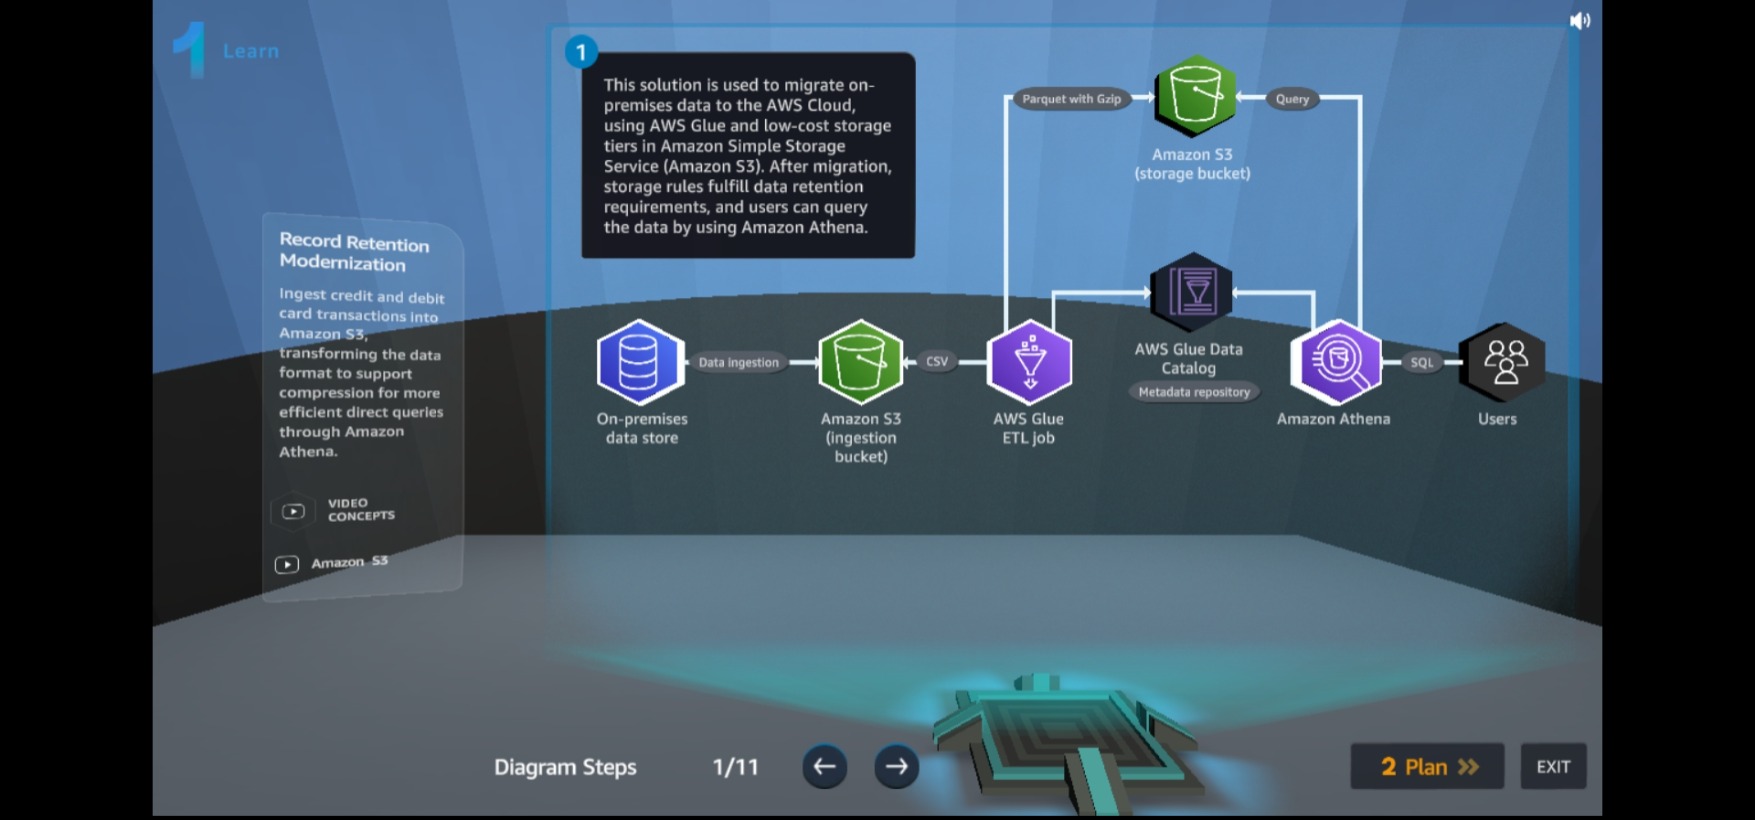 1 Learn
1
This solution is used to migrate on-
premises data to the AWS Cloud,
using AWS Glue and low-cost storage
tiers in Amazon Simple Storage
Service (Amazon S3). After migration,
storage rules fulfill data retention
requirements, and users can query
the data by using Amazon Athena.
Parquet with Gzip
Query
Amazon S3
(storage bucket)
Record Retention
Modernization
Ingest credit and debit
card transactions into
Amazon S3,
transforming the data
format to support
compression for more
efficient direct queries
through Amazon
Athena.
VIDEO
CONCEPTS
Amazon S3
Data ingestion
CSV
SQL
On-premises
data store
Amazon S3
(ingestion
bucket)
AWS Glue
ETL job
AWS Glue Data
Catalog
Metadata repository
Amazon Athena
Users
Diagram Steps
1/11
2 Plan
EXIT